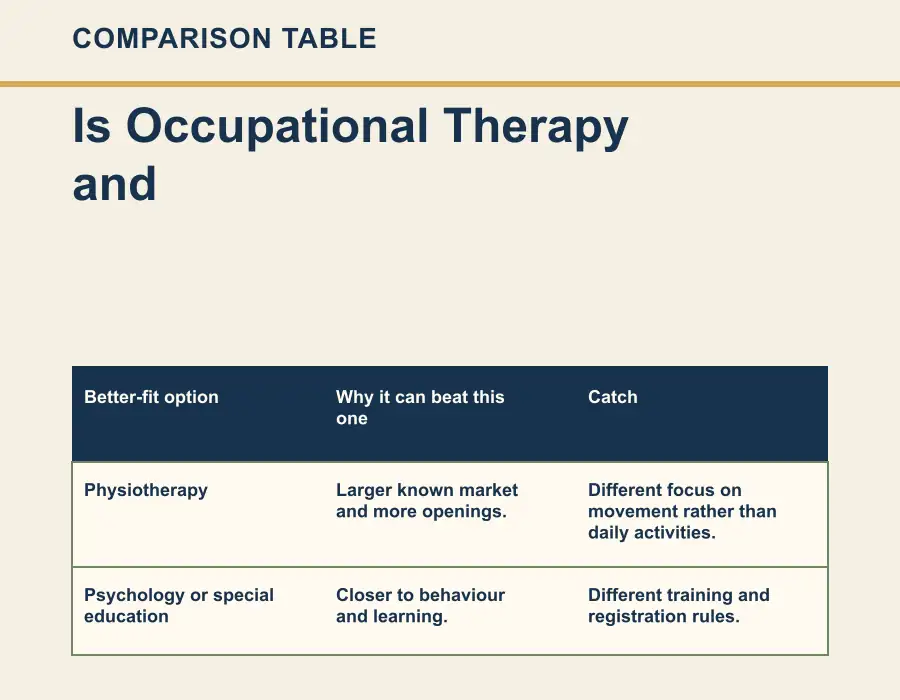 COMPARISON TABLE
Is Occupational Therapy
and
Better-fit option
Why it can beat this
one
Catch
Physiotherapy
Larger known market
and more openings.
Different focus on
movement rather than
daily activities.
Psychology or special
education
Closer to behaviour
and learning.
Different training and
registration rules.